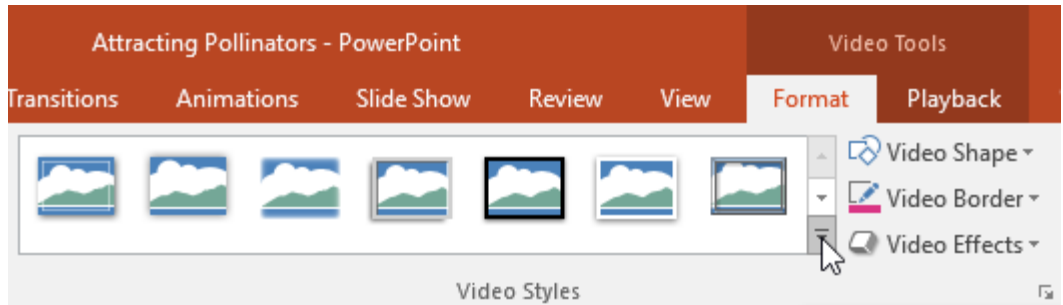 Attracting Pollinators - PowerPoint
Video Tools
Transitions Animations Slide Show Review View Format Playback
Video Shape
Video Border
Video Effects
Video Styles